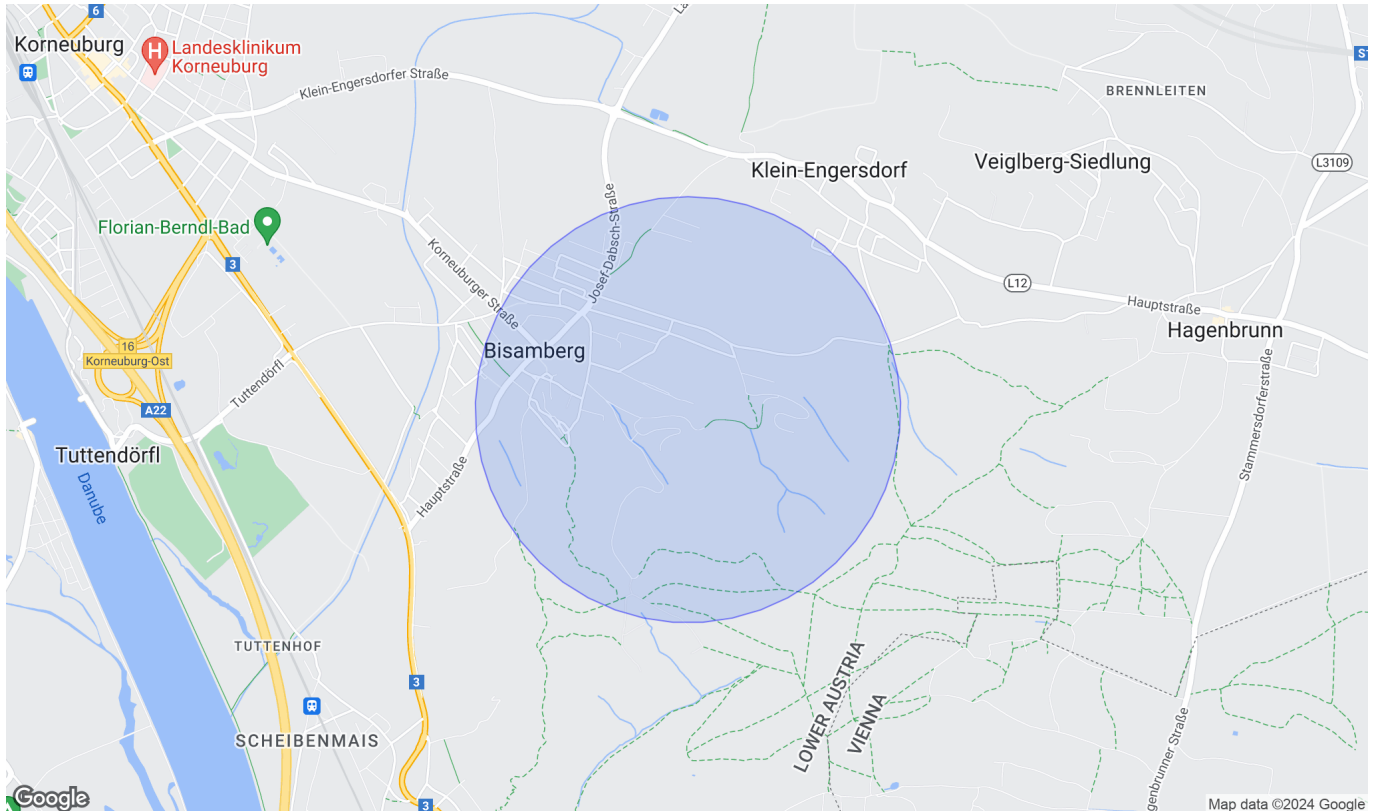 6
Korneuburg
H
Landesklinikum
Korneuburg
Klein-Engersdorfer Straße
BRENNLEITEN
Klein-Engersdorf
Veiglberg-Siedlung
L3109
Florian-Berndl-Bad
Josef-Dabsch-Straße
Korneuburger Straße
3
L12
Hauptstraße
Hagenbrunn
16
Korneuburg-Ost
Bisamberg
Tuttendörfl
A22
Tuttendörfl
Danube
Hauptstraße
Stammersdorferstraße
TUTTENHOF
3
SCHEIBENMAIS
LOWER AUSTRIA
VIENNA
3
Google
Map data ©2024 Google